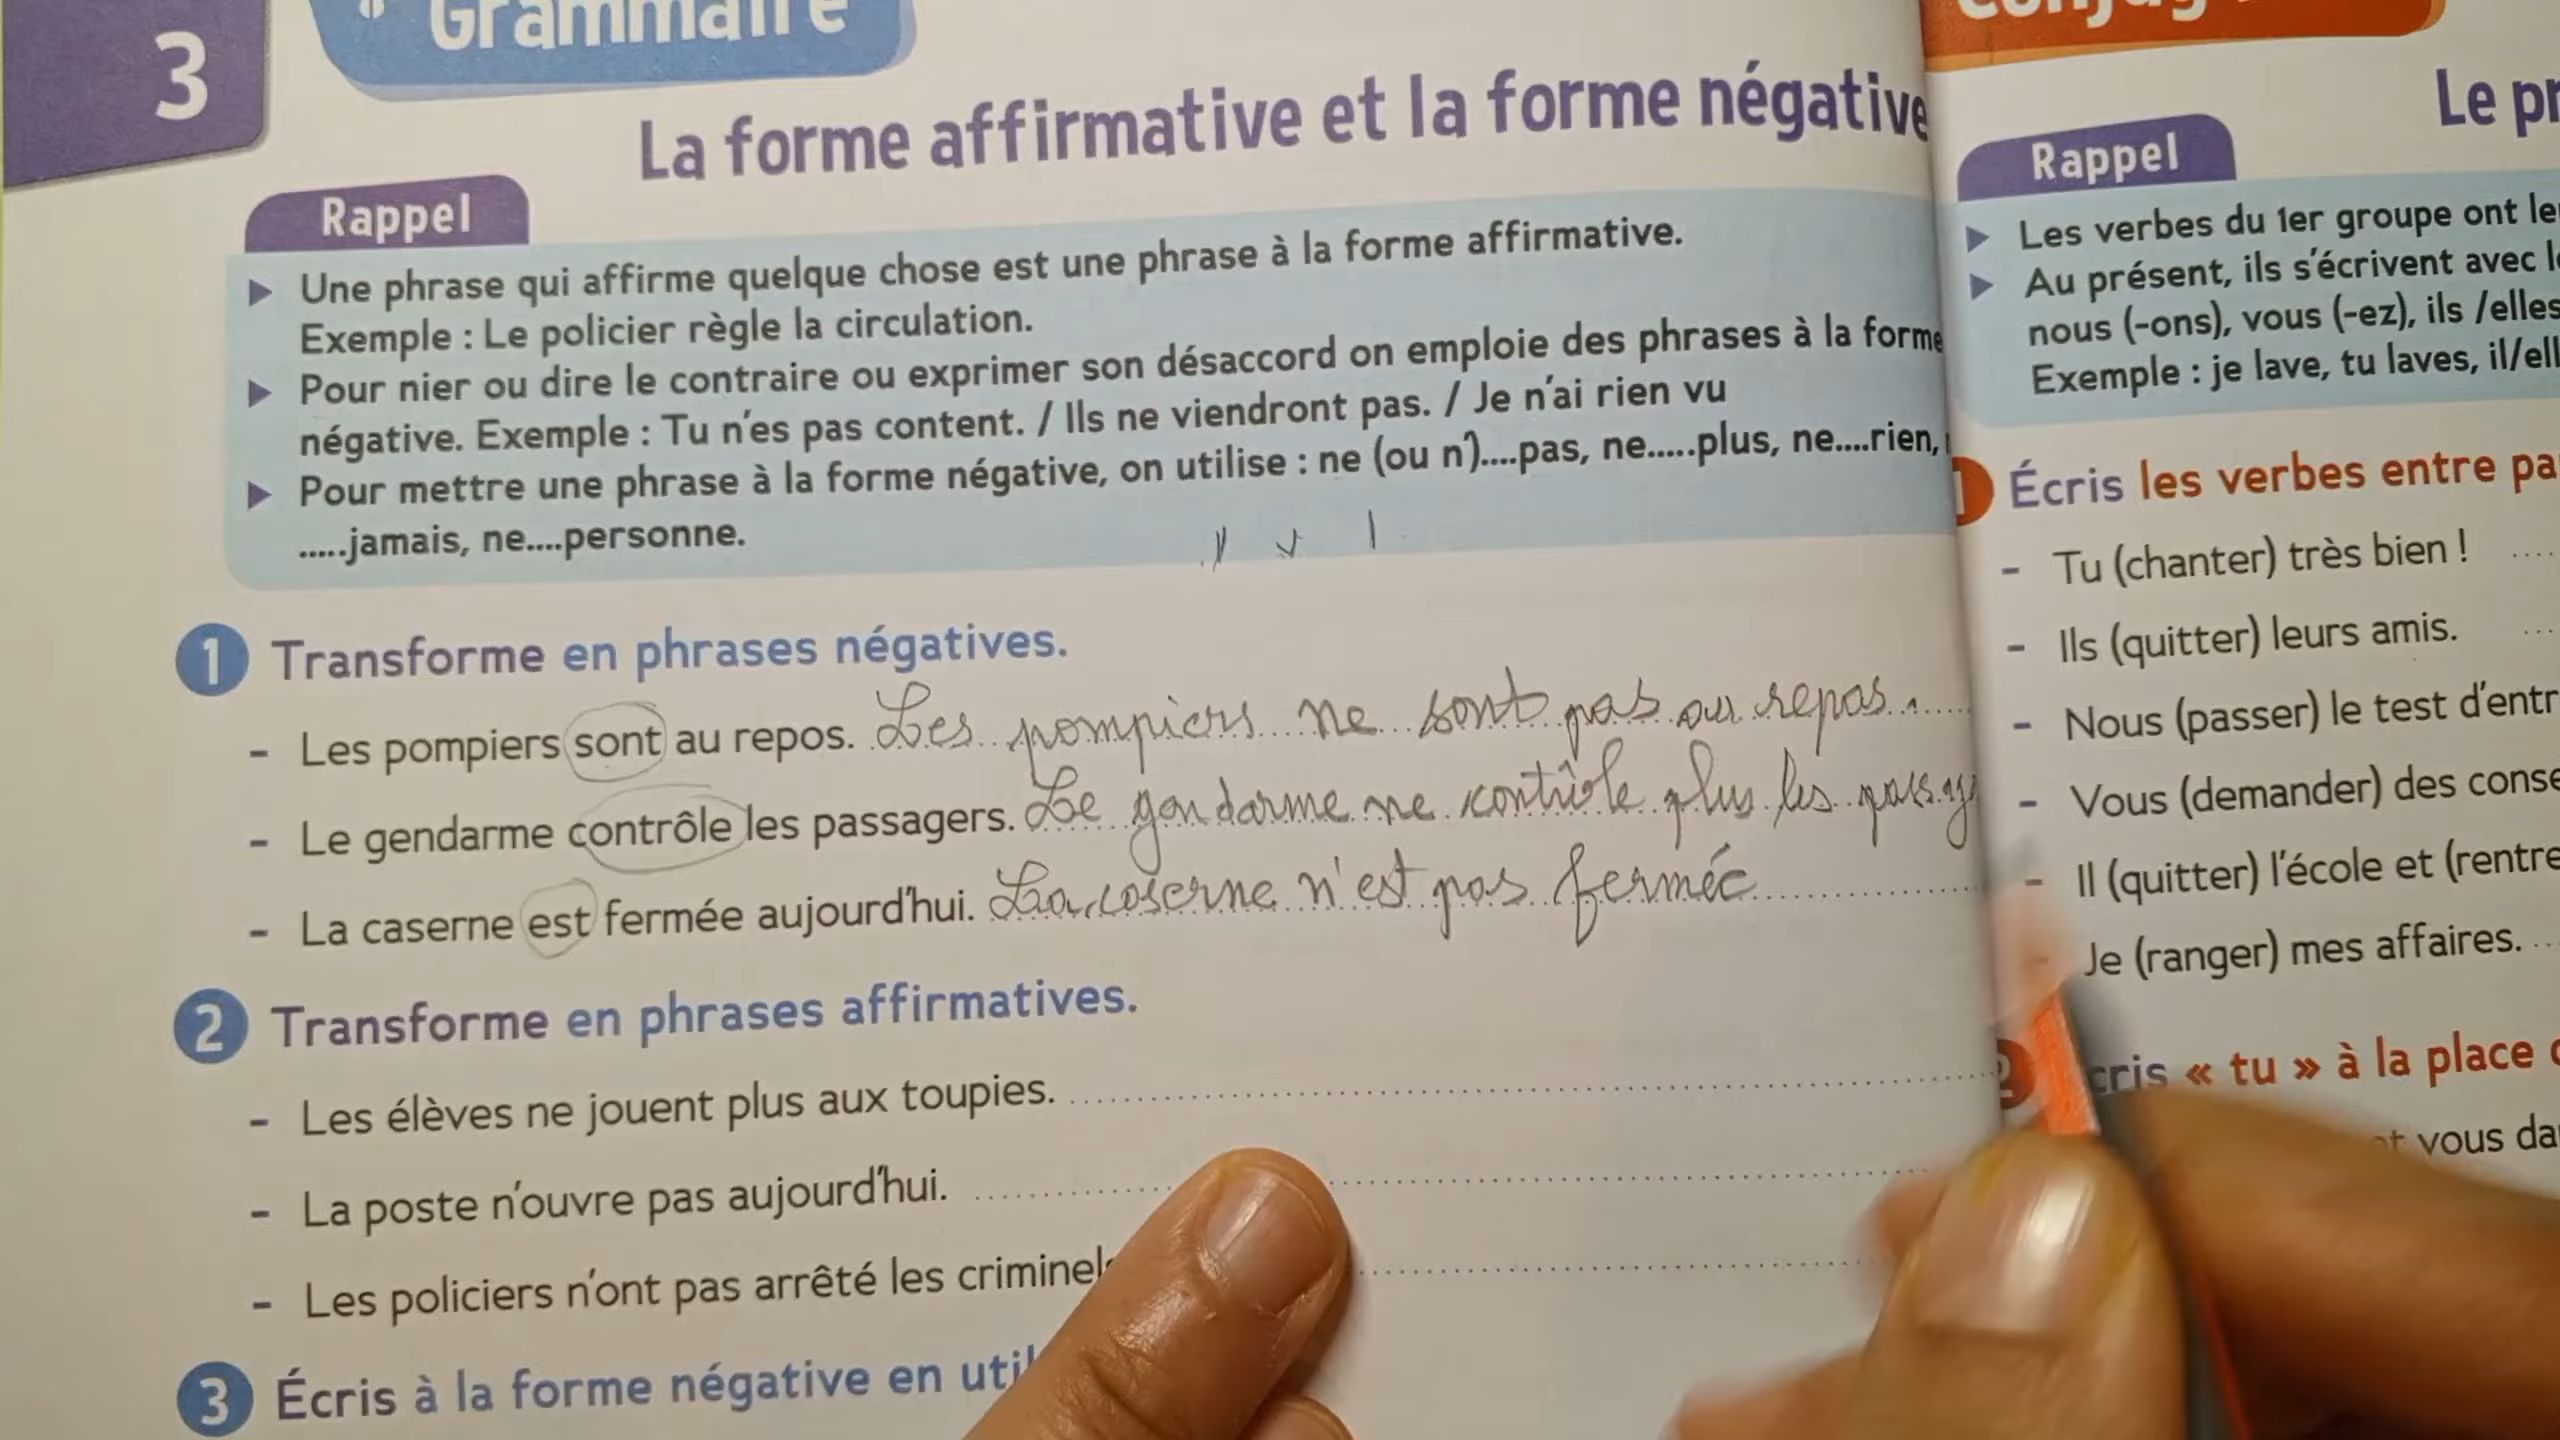 3
Grammaire
La forme affirmative et la forme négative
Rappel
Une phrase qui affirme quelque chose est une phrase à la forme affirmative.
Exemple : Le policier règle la circulation.
Pour nier ou dire le contraire ou exprimer son désaccord on emploie des phrases à la forme
négative. Exemple : Tu n'es pas content. / Ils ne viendront pas. / Je n'ai rien vu
Pour mettre une phrase à la forme négative, on utilise : ne (ou n')....pas, ne.....plus, ne....rien,
.....jamais, ne....personne.
1 Transforme en phrases négatives.
- Les pompiers sont au repos. Les pompiers ne sont pas au repos.
- Le gendarme contrôle les passagers. Le gendarme ne contrôle plus les
- La caserne est fermée aujourd'hui. La caserne n'est pas fermée
2 Transforme en phrases affirmatives.
- Les élèves ne jouent plus aux toupies.
- La poste n'ouvre pas aujourd'hui.
- Les policiers n'ont pas arrêté les
3 Écris à la forme négative en
Le
Rappel
Les verbes du 1er groupe ont
Au présent, ils s'écrivent avec
nous (-ons), vous (-ez), ils /elles
Exemple : je lave, tu laves,
1 Écris les verbes entre
- Tu (chanter) très bien !
- Ils (quitter) leurs amis.
- Nous (passer) le test
- Vous (demander) des
- Il (quitter) l'école et
Je (ranger) mes affaires.
« tu » à la place
vous